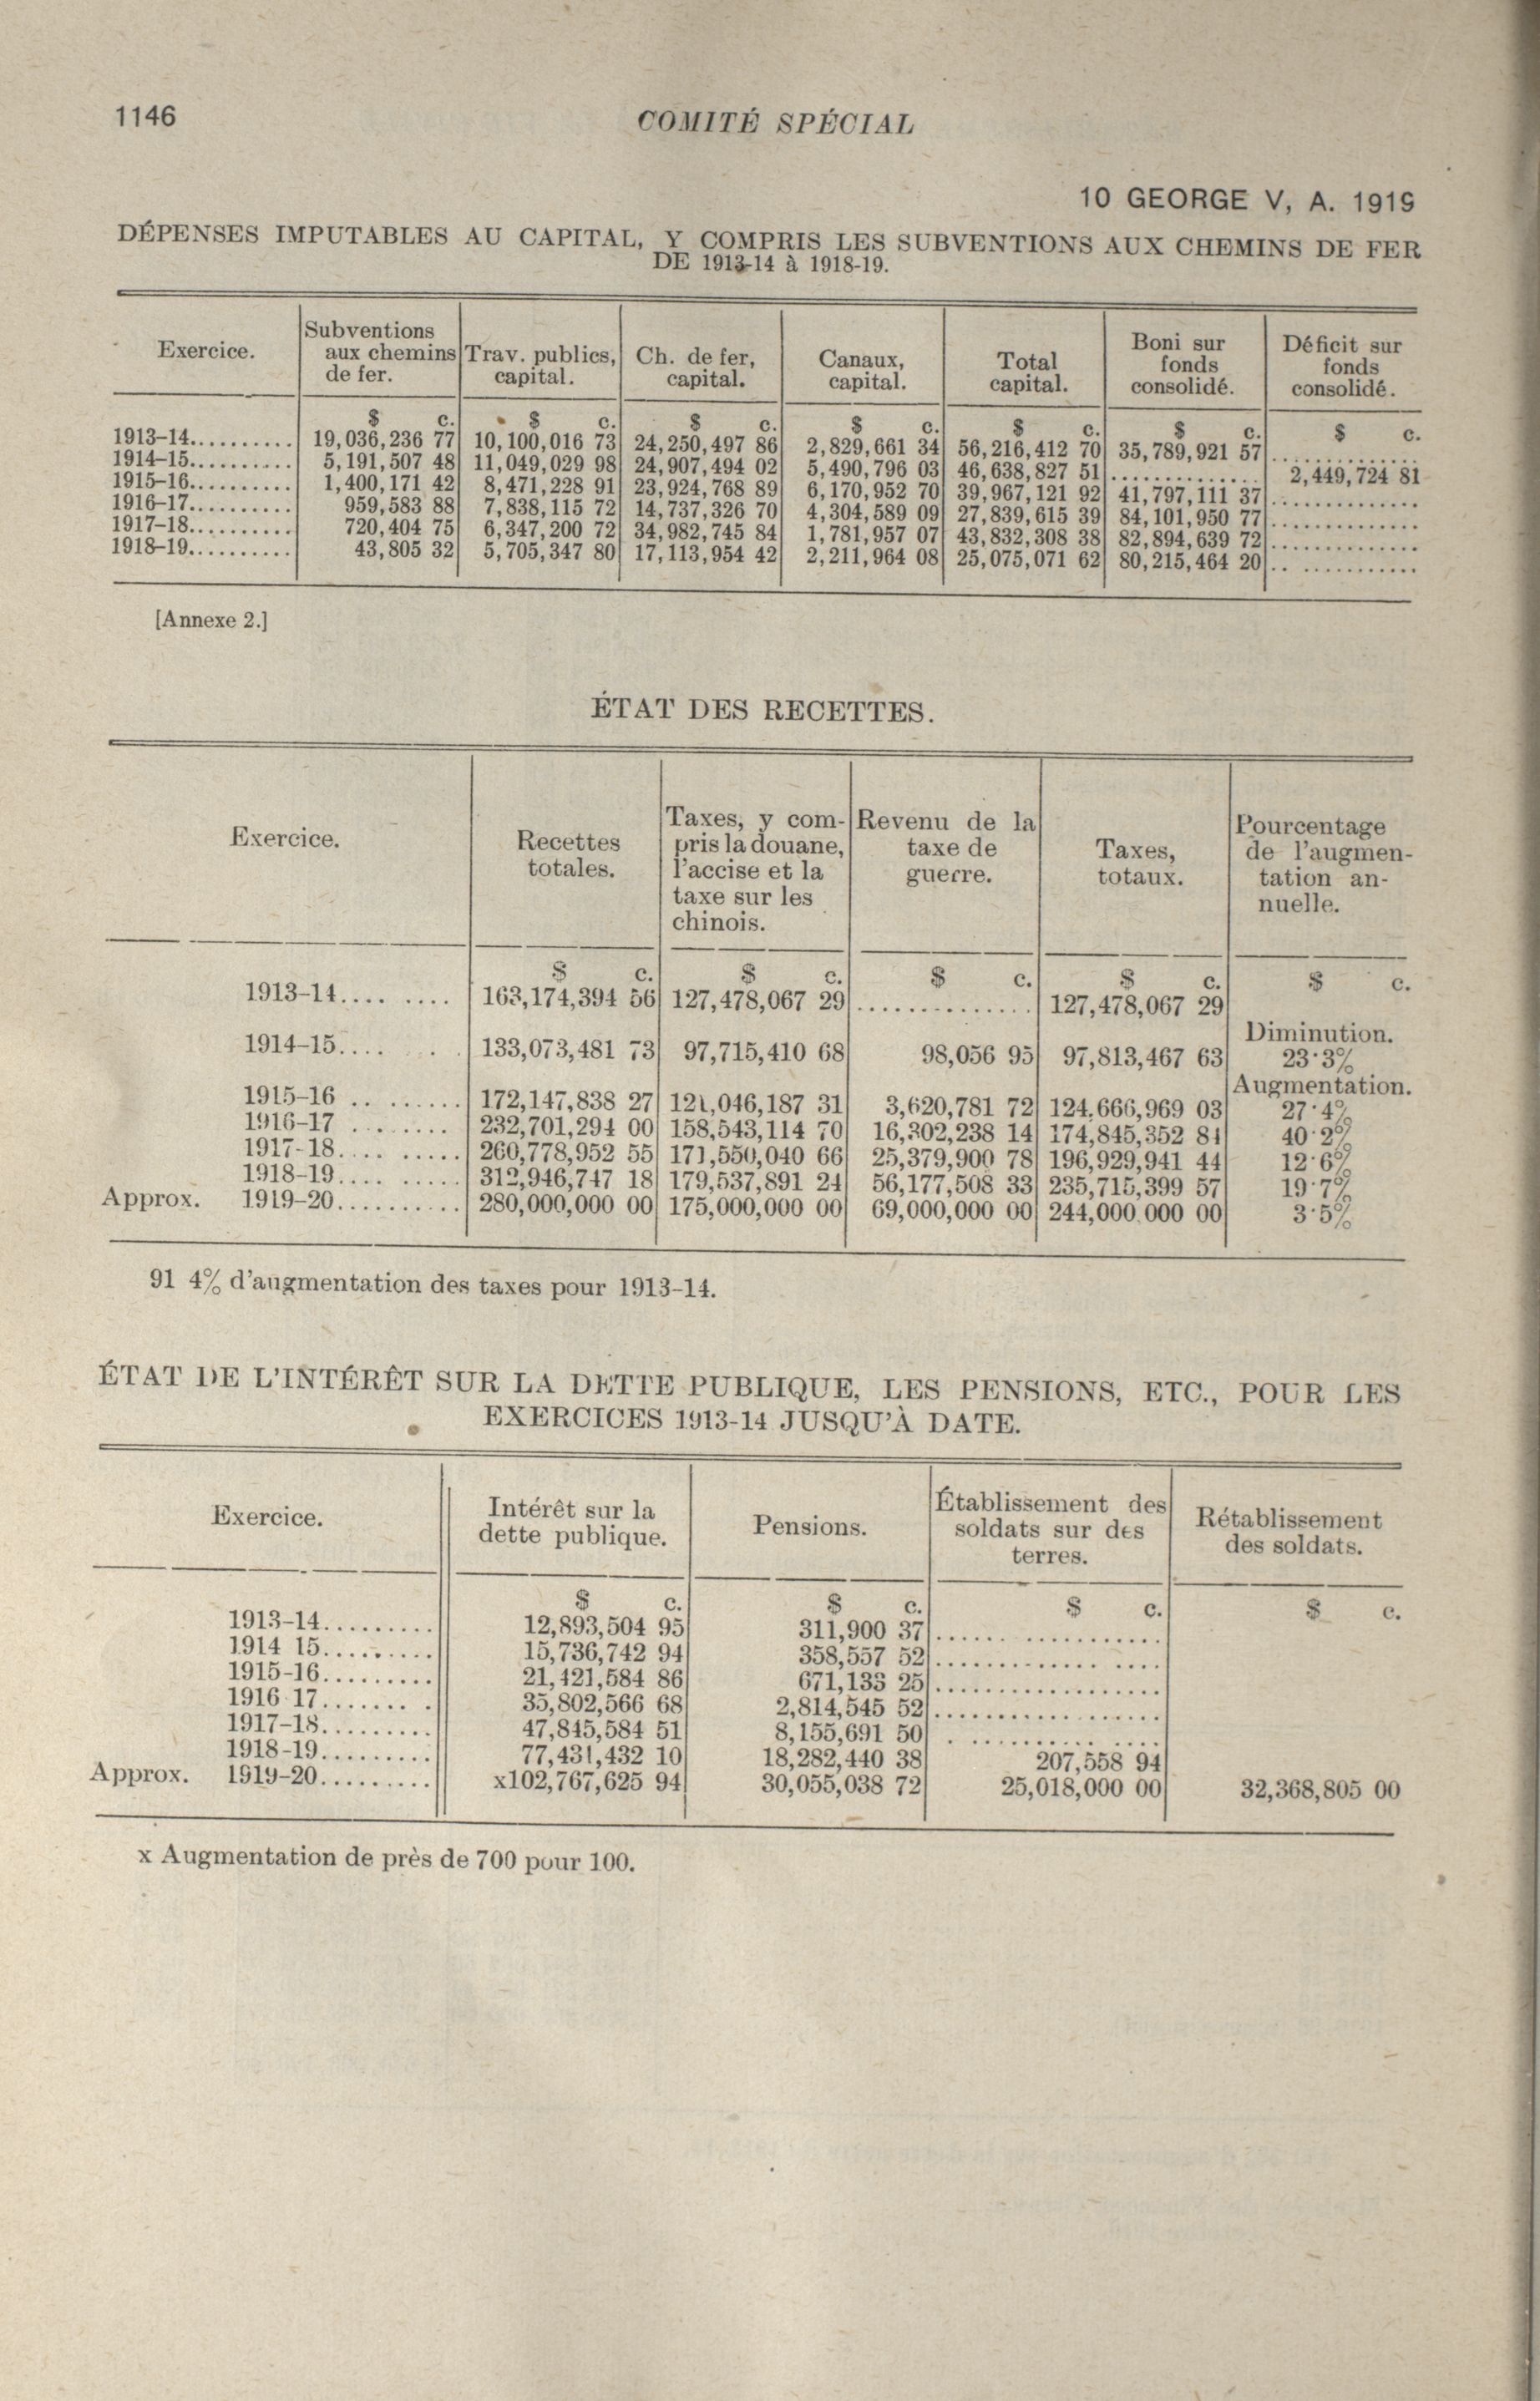 1146
COMITÉ SPÉCIAL
10 GEORGE V, A. 1919
DÉPENSES IMPUTABLES AU CAPITAL, Y COMPRIS LES SUBVENTIONS AUX CHEMINS DE FER
DE 1913-14 à 1918-19.
Exercice. Subventions aux chemins de fer. Trav. publics, capital. Ch. de fer, capital. Canaux, capital. Total capital. Boni sur fonds consolidé. Déficit sur fonds consolidé.
$ c. $ c. $ c. $ c. $ c. $ c. $ c.
1913-14.......... 19,036,236 77 10,100,016 73 24,250,497 86 2,829,661 34 56,216,412 70 35,789,921 57 ..............
1914-15.......... 5,191,507 48 11,049,029 98 24,907,494 02 5,490,796 03 46,638,827 51 .............. 2,449,724 81
1915-16.......... 1,400,171 42 8,471,228 91 23,924,768 89 6,170,952 70 39,967,121 92 41,797,111 37 ..............
1916-17.......... 959,583 88 7,838,115 72 14,737,326 70 4,304,589 09 27,839,615 39 84,101,950 77 ..............
1917-18.......... 720,404 75 6,347,200 72 34,982,745 84 1,781,957 07 43,832,308 38 82,894,639 72 ..............
1918-19.......... 43,805 32 5,705,347 80 17,113,954 42 2,211,964 08 25,075,071 62 80,215,464 20 .. ............
[Annexe 2.]
ÉTAT DES RECETTES.
Exercice. Recettes totales. Taxes, y compris la douane, l'accise et la taxe sur les chinois. Revenu de la taxe de guerre. Taxes, totaux. Pourcentage de l'augmentation annuelle.
$ c. $ c. $ c. $ c. $ c.
1913-14.... ..... 163,174,394 56 127,478,067 29 ............... 127,478,067 29
Diminution.
1914-15.... . . . 133,073,481 73 97,715,410 68 98,056 95 97,813,467 63 23·3%
Augmentation.
1915-16 .. ....... 172,147,838 27 121,046,187 31 3,620,781 72 124.666,969 03 27·4%
1916-17 ... ...... 232,701,294 00 158,543,114 70 16,302,238 14 174,845,352 84 40·2%
1917-18.... ...... 260,778,952 55 171,550,040 66 25,379,900 78 196,929,941 44 12·6%
1918-19.... ...... 312,946,747 18 179,537,891 24 56,177,508 33 235,715,399 57 19·7%
Approx. 1919-20........... 280,000,000 00 175,000,000 00 69,000,000 00 244,000.000 00 3·5%
91 4% d'augmentation des taxes pour 1913-14.
ÉTAT DE L'INTÉRÊT SUR LA DETTE PUBLIQUE, LES PENSIONS, ETC., POUR LES
EXERCICES 1913-14 JUSQU'À DATE.
Exercice. Intérêt sur la dette publique. Pensions. Établissement des soldats sur des terres. Rétablissement des soldats.
$ c. $ c. $ c. $ c.
1913-14.......... 12,893,504 95 311,900 37 ...... ............
1914 15.......... 15,736,742 94 358,557 52 .............. ....
1915-16.......... 21,421,584 86 671,133 25 ...................
1916 17........ . 35,802,566 68 2,814,545 52 ............ ......
1917-18.......... 47,845,584 51 8,155,691 50 . .......... ....
1918-19.......... 77,431,432 10 18,282,440 38 207,558 94
Approx. 1919-20.......... x102,767,625 94 30,055,038 72 25,018,000 00 32,368,805 00
x Augmentation de près de 700 pour 100.